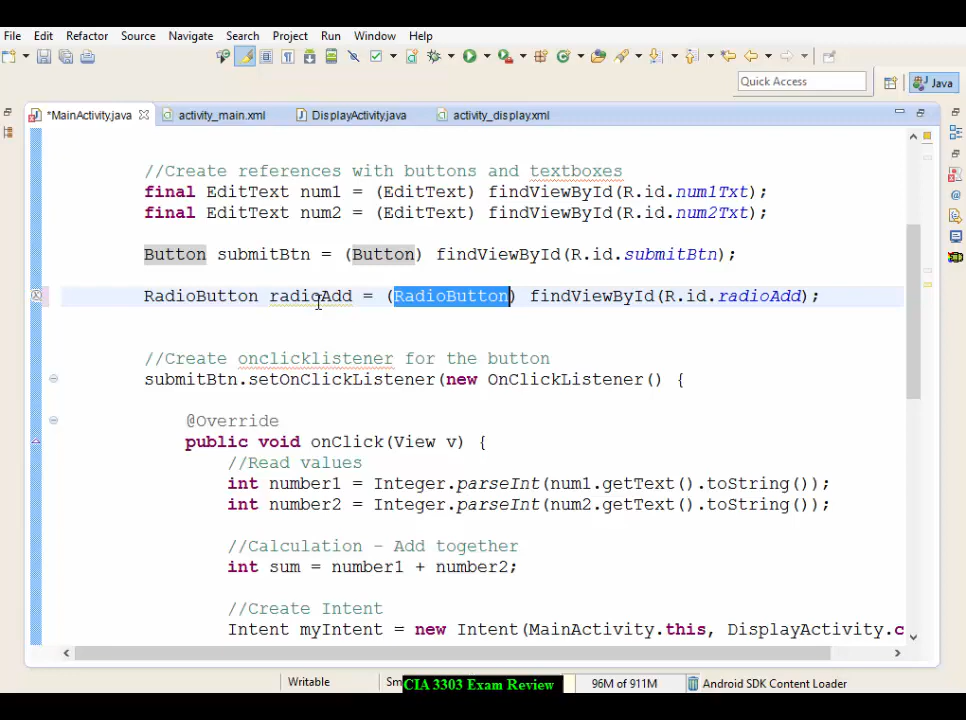 File Edit Refactor Source Navigate Search Project Run Window Help
Quick Access
Java
*MainActivity.java activity_main.xml DisplayActivity.java activity_display.xml
//Create references with buttons and textboxes
final EditText num1 = (EditText) findViewById(R.id.num1Txt);
final EditText num2 = (EditText) findViewById(R.id.num2Txt);
Button submitBtn = (Button) findViewById(R.id.submitBtn);
RadioButton radioAdd = (RadioButton) findViewById(R.id.radioAdd);
//Create onclicklistener for the button
submitBtn.setOnClickListener(new OnClickListener() {
@Override
public void onClick(View v) {
//Read values
int number1 = Integer.parseInt(num1.getText().toString());
int number2 = Integer.parseInt(num2.getText().toString());
//Calculation - Add together
int sum = number1 + number2;
//Create Intent
Intent myIntent = new Intent(MainActivity.this, DisplayActivity.c
Writable Sm CIA 3303 Exam Review 96M of 911M Android SDK Content Loader